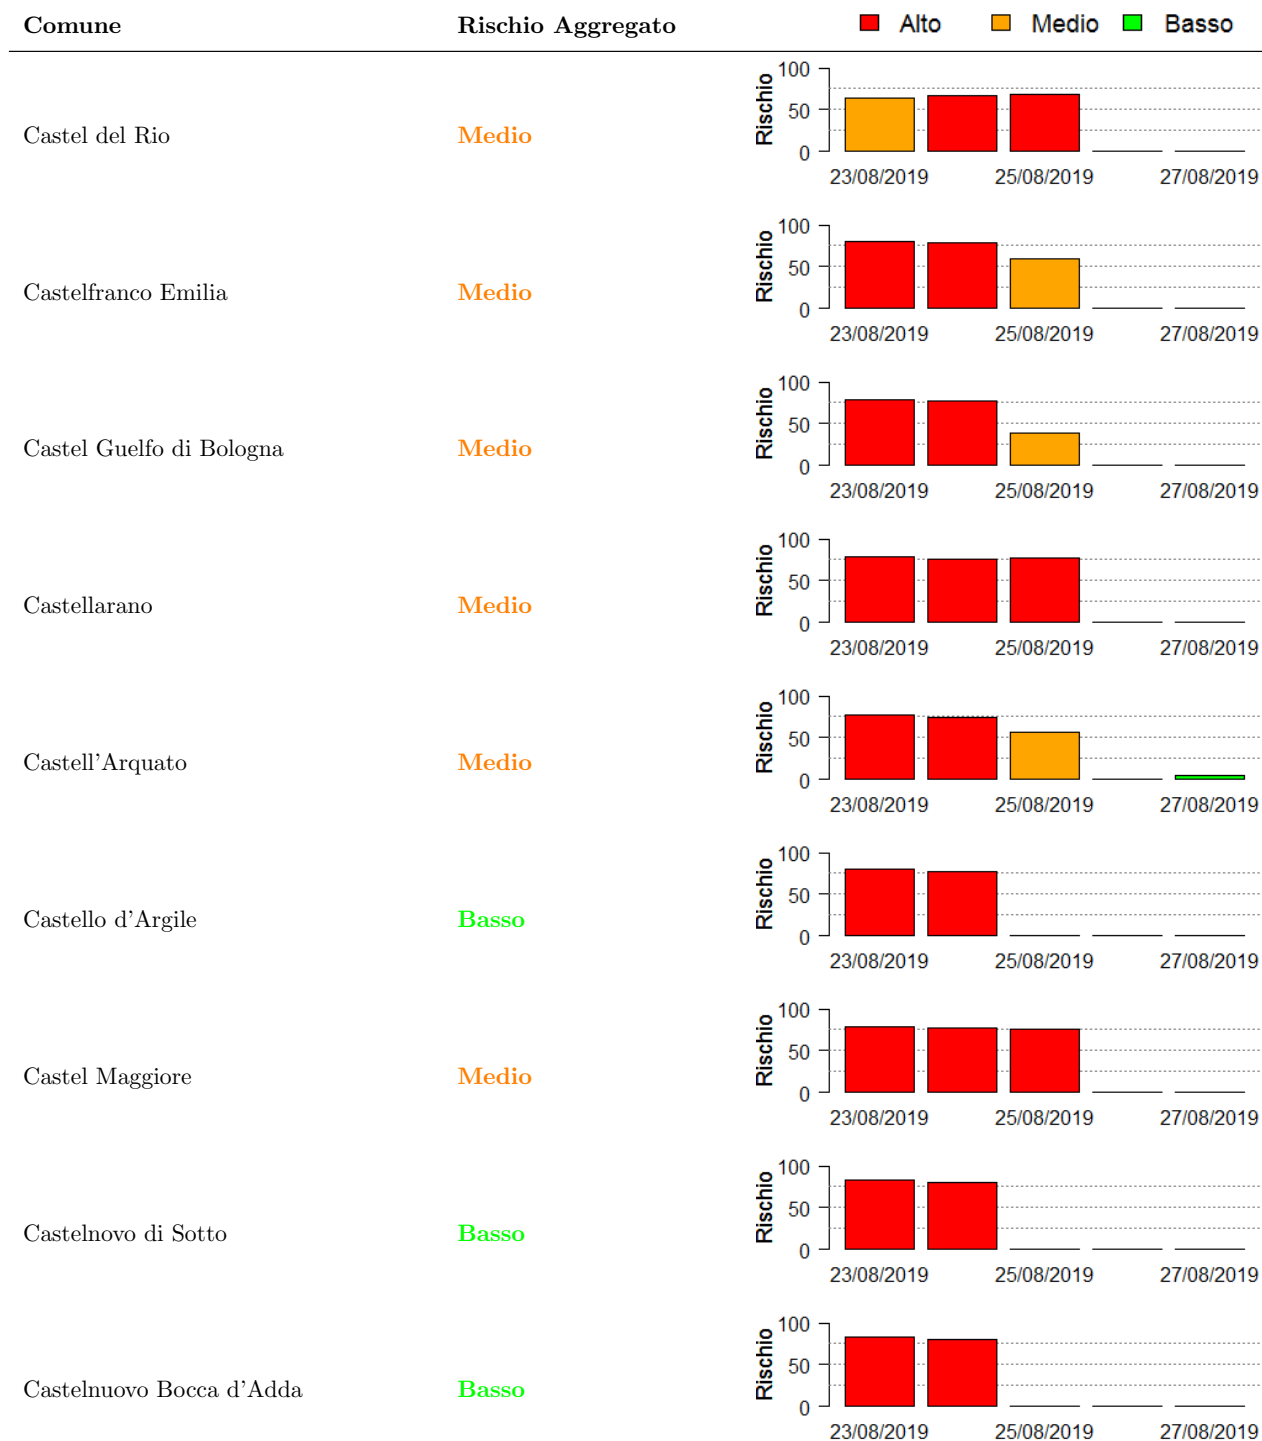 Comune Rischio Aggregato Alto Medio Basso
100
50
0
Rischio
Castel del Rio Medio
23/08/2019 25/08/2019 27/08/2019
100
50
0
Rischio
Castelfranco Emilia Medio
23/08/2019 25/08/2019 27/08/2019
100
50
0
Rischio
Castel Guelfo di Bologna Medio
23/08/2019 25/08/2019 27/08/2019
100
50
0
Rischio
Castellarano Medio
23/08/2019 25/08/2019 27/08/2019
100
50
0
Rischio
Castell'Arquato Medio
23/08/2019 25/08/2019 27/08/2019
100
50
0
Rischio
Castello d'Argile Basso
23/08/2019 25/08/2019 27/08/2019
100
50
0
Rischio
Castel Maggiore Medio
23/08/2019 25/08/2019 27/08/2019
100
50
0
Rischio
Castelnovo di Sotto Basso
23/08/2019 25/08/2019 27/08/2019
100
50
0
Rischio
Castelnuovo Bocca d'Adda Basso
23/08/2019 25/08/2019 27/08/2019